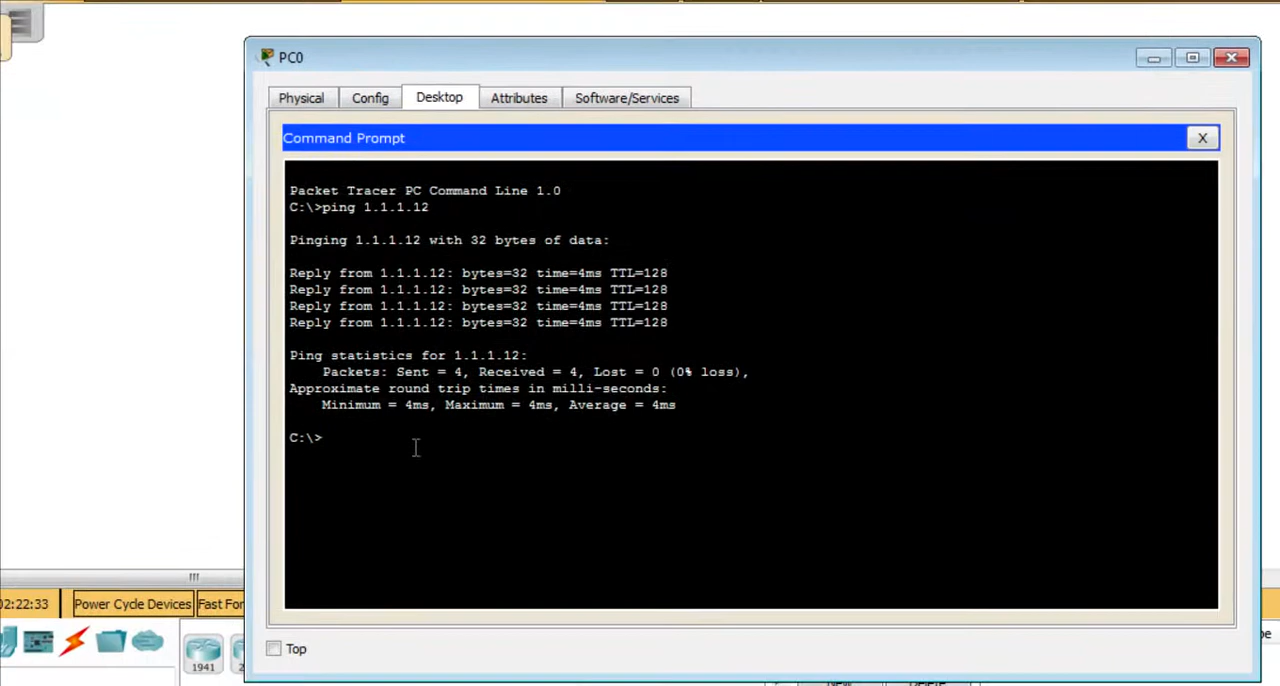 PC0
Physical Config Desktop Attributes Software/Services
Command Prompt X
Packet Tracer PC Command Line 1.0
C:\>ping 1.1.1.12
Pinging 1.1.1.12 with 32 bytes of data:
Reply from 1.1.1.12: bytes=32 time=4ms TTL=128
Reply from 1.1.1.12: bytes=32 time=4ms TTL=128
Reply from 1.1.1.12: bytes=32 time=4ms TTL=128
Reply from 1.1.1.12: bytes=32 time=4ms TTL=128
Ping statistics for 1.1.1.12:
Packets: Sent = 4, Received = 4, Lost = 0 (0% loss),
Approximate round trip times in milli-seconds:
Minimum = 4ms, Maximum = 4ms, Average = 4ms
C:\>
02:22:33 Power Cycle Devices Fast For
Top
1941 2